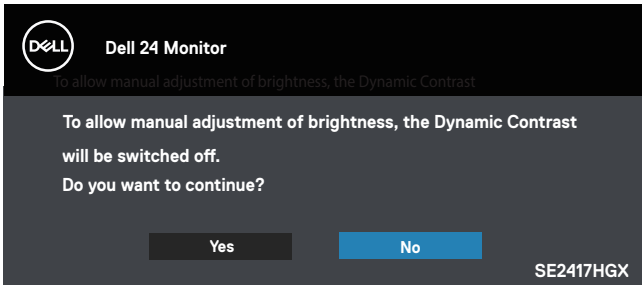 DELL
Dell 24 Monitor
To allow manual adjustment of brightness, the Dynamic Contrast
To allow manual adjustment of brightness, the Dynamic Contrast
will be switched off.
Do you want to continue?
Yes No
SE2417HGX